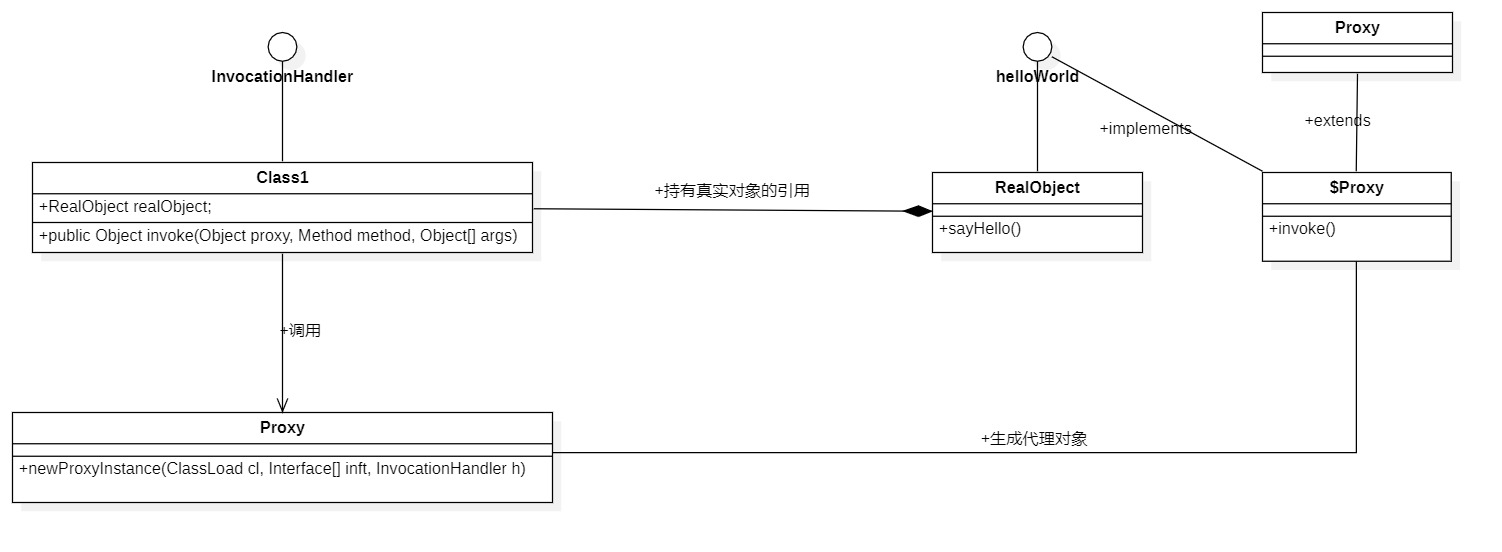 Proxy
InvocationHandler
helloWorld
+implements
+extends
Class1
+RealObject realObject;
+public Object invoke(Object proxy, Method method, Object[] args)
+持有真实对象的引用
RealObject
+sayHello()
$Proxy
+invoke()
+调用
Proxy
+newProxyInstance(ClassLoad cl, Interface[] inft, InvocationHandler h)
+生成代理对象